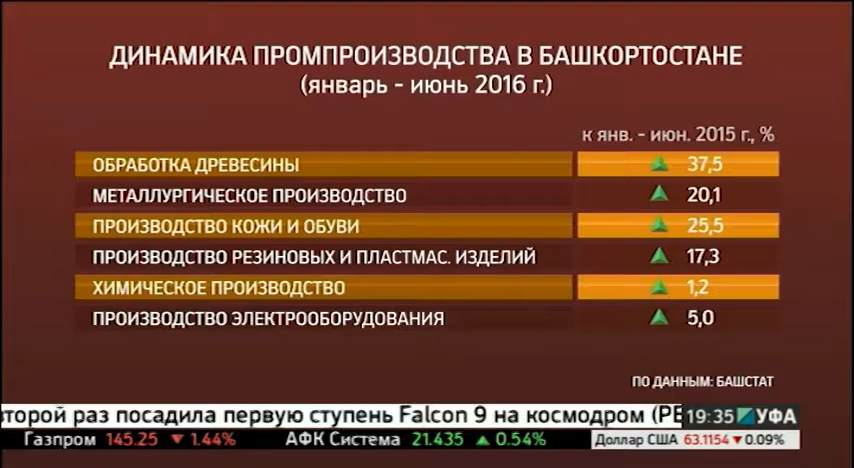 ДИНАМИКА ПРОМПРОИЗВОДСТВА В БАШКОРТОСТАНЕ
(январь - июнь 2016 г.)
к янв. - июн. 2015 г., %
ОБРАБОТКА ДРЕВЕСИНЫ 37,5
МЕТАЛЛУРГИЧЕСКОЕ ПРОИЗВОДСТВО 20,1
ПРОИЗВОДСТВО КОЖИ И ОБУВИ 25,5
ПРОИЗВОДСТВО РЕЗИНОВЫХ И ПЛАСТМАС. ИЗДЕЛИЙ 17,3
ХИМИЧЕСКОЕ ПРОИЗВОДСТВО 1,2
ПРОИЗВОДСТВО ЭЛЕКТРООБОРУДОВАНИЯ 5,0
ПО ДАННЫМ: БАШСТАТ
второй раз посадила первую ступень Falcon 9 на космодром (РБ 19:35 УФА
Газпром 145.25 ▼ 1.44% АФК Система 21.435 ▲ 0.54% Доллар США 63.1154 ▼ 0.09%